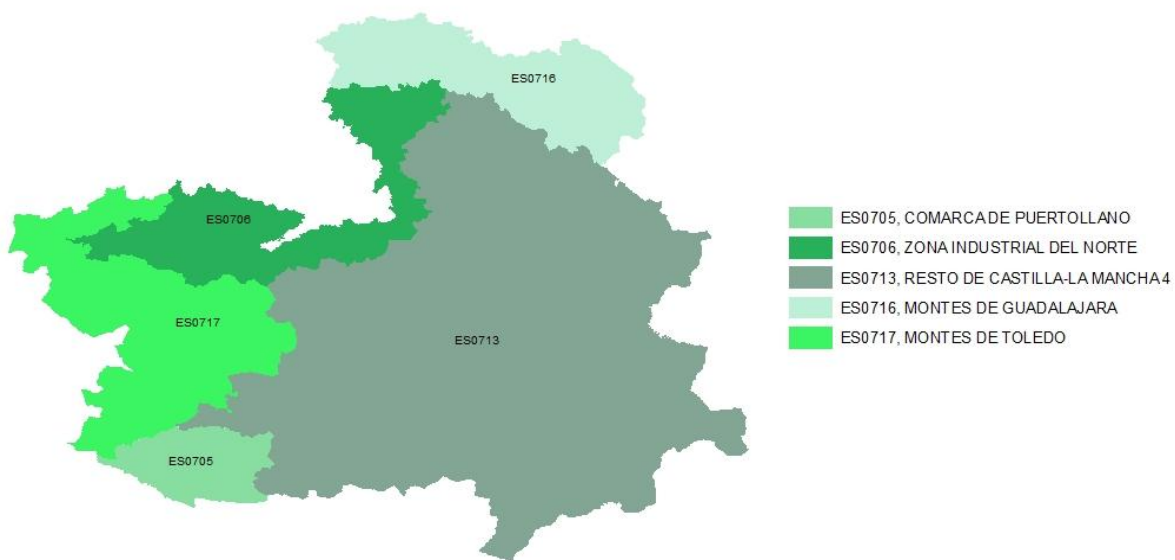 ES0716
ES0706
ES0717
ES0713
ES0705
ES0705, COMARCA DE PUERTOLLANO
ES0706, ZONA INDUSTRIAL DEL NORTE
ES0713, RESTO DE CASTILLA-LA MANCHA 4
ES0716, MONTES DE GUADALAJARA
ES0717, MONTES DE TOLEDO